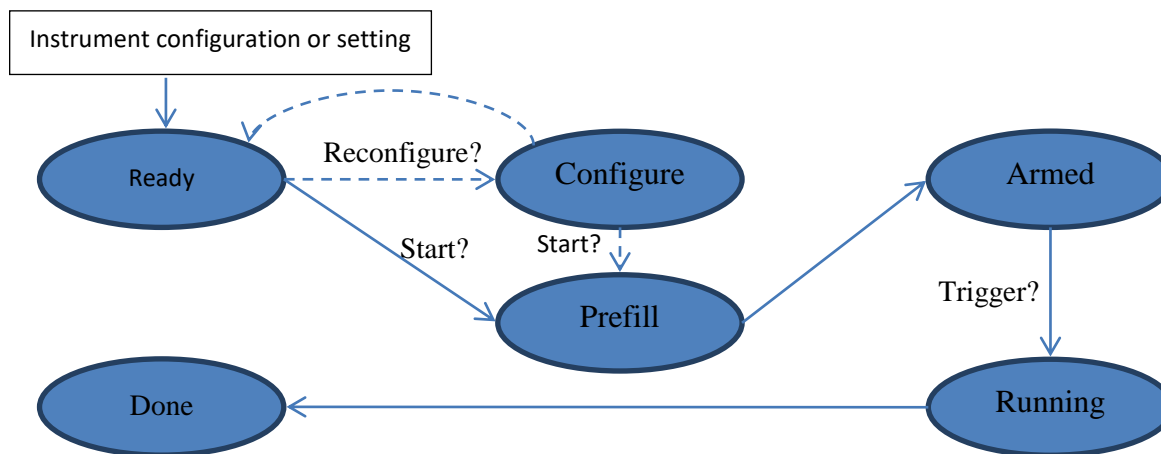 Instrument configuration or setting
Reconfigure?
Ready
Configure
Armed
Start?
Start?
Prefill
Trigger?
Done
Running